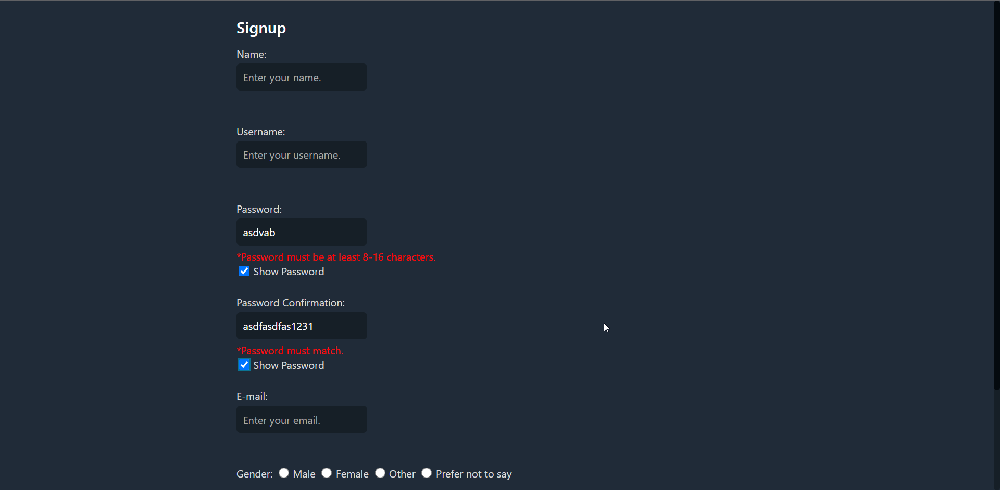 Signup
Name:
Enter your name.
Username:
Enter your username.
Password:
asdvab
*Password must be at least 8-16 characters.
Show Password
Password Confirmation:
asdfasdfas1231
*Password must match.
Show Password
E-mail:
Enter your email.
Gender: Male Female Other Prefer not to say